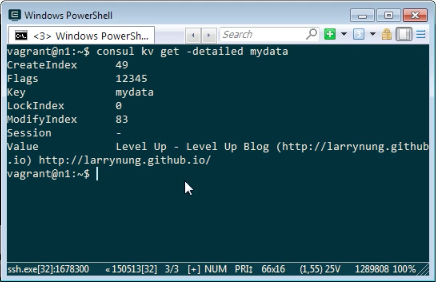 Windows PowerShell
<3> Windows PowerSh...
Search
vagrant@n1:~$ consul kv get -detailed mydata
CreateIndex 49
Flags 12345
Key mydata
LockIndex 0
ModifyIndex 83
Session -
Value Level Up - Level Up Blog (http://larrynung.github
.io) http://larrynung.github.io/
vagrant@n1:~$
ssh.exe[32]:1678300 «150513[32] 3/3 [+] NUM PRI‡ 66x16 (1,55) 25V 1289808 100%